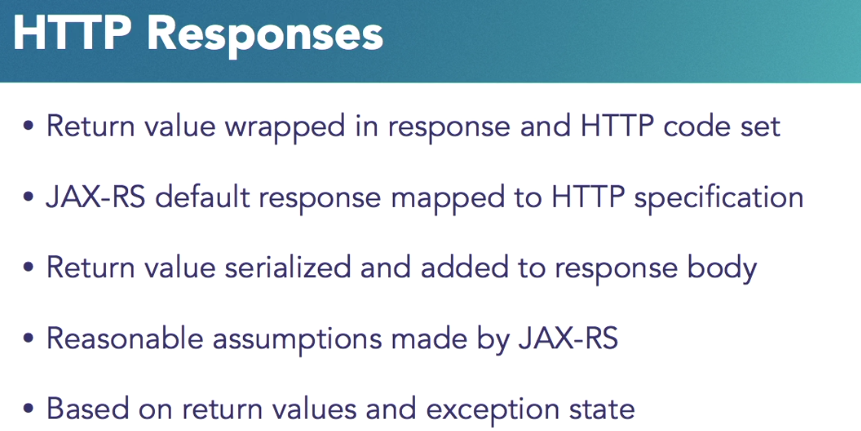 HTTP Responses
• Return value wrapped in response and HTTP code set
• JAX-RS default response mapped to HTTP specification
• Return value serialized and added to response body
• Reasonable assumptions made by JAX-RS
• Based on return values and exception state